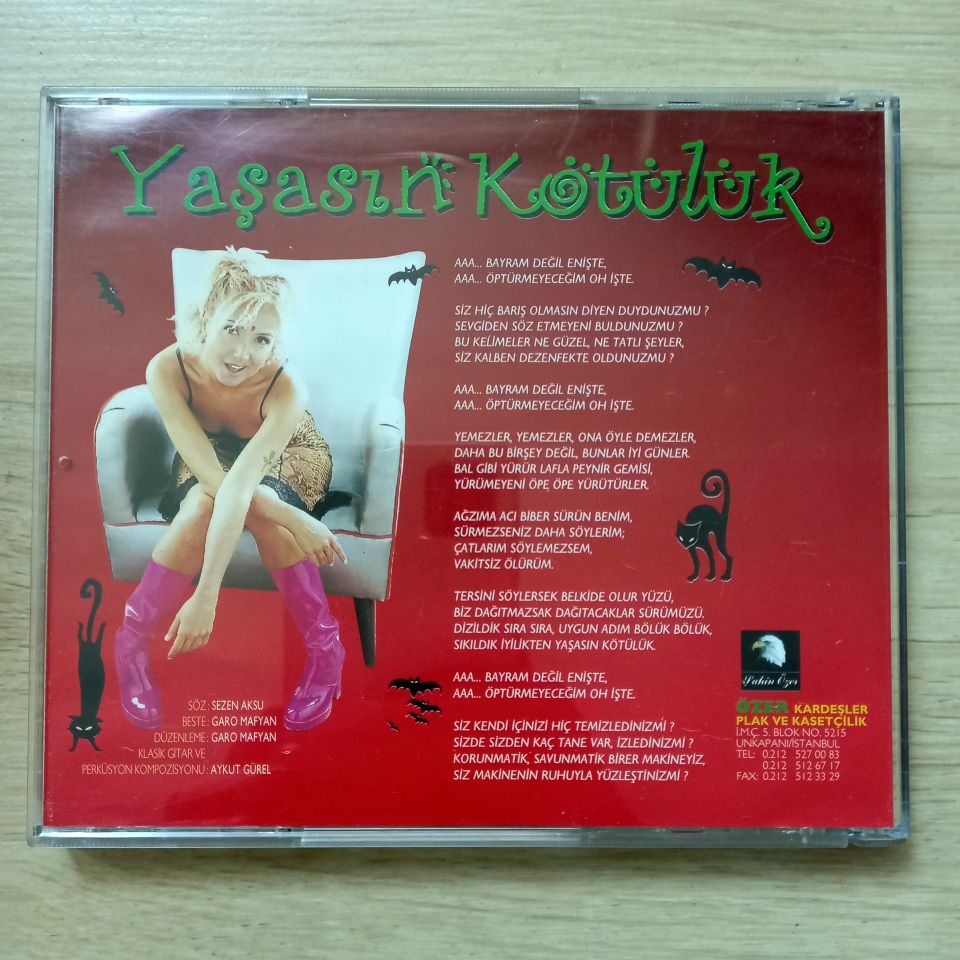 Yaşasın Kötülük
AAA... BAYRAM DEĞİL ENİŞTE,
AAA... ÖPTÜRMEYECEĞİM OH İŞTE.
SİZ HİÇ BARIŞ OLMASIN DİYEN DUYDUNUZMU ?
SEVGİDEN SÖZ ETMEYENİ BULDUNUZMU ?
BU KELİMELER NE GÜZEL, NE TATLI ŞEYLER,
SİZ KALBEN DEZENFEKTE OLDUNUZMU ?
AAA... BAYRAM DEĞİL ENİŞTE,
AAA... ÖPTÜRMEYECEĞİM OH İŞTE.
YEMEZLER, YEMEZLER, ONA ÖYLE DEMEZLER,
DAHA BU BİRŞEY DEĞİL, BUNLAR İYİ GÜNLER.
BAL GİBİ YÜRÜR LAFLA PEYNİR GEMİSİ,
YÜRÜMEYENİ ÖPE, ÖPE YÜRÜTÜRLER.
AĞZIMA ACI BİBER SÜRÜN BENİM,
SÜRMEZSENİZ DAHA SÖYLERİM;
ÇATLARIM SÖYLEMEZSEM,
VAKİTSİZ ÖLÜRÜM.
TERSİNİ SÖYLERSEK BELKİDE OLUR YÜZÜ,
BİZ DAĞITMAZSAK DAĞITACAKLAR SÜRÜMÜZÜ.
DİZİLDİK SIRA SIRA, UYGUN ADIM BÖLÜK BÖLÜK,
SIKILDIK İYİLİKTEN YAŞASIN KÖTÜLÜK.
AAA... BAYRAM DEĞİL ENİŞTE,
AAA... ÖPTÜRMEYECEĞİM OH İŞTE.
SİZ KENDİ İÇİNİZİ HİÇ TEMİZLEDİNİZMİ ?
SİZDE SİZDEN KAÇ TANE VAR, İZLEDİNİZMİ ?
KORUNMATİK, SAVUNMATİK BİRER MAKİNEYİZ,
SİZ MAKİNENİN RUHUYLA YÜZLEŞTİNİZMİ ?
SÖZ : SEZEN AKSU
BESTE : GARO MAFYAN
DÜZENLEME : GARO MAFYAN
KLASİK GİTAR VE
PERKÜSYON KOMPOZİSYONU : AYKUT GÜREL
Şahin Özer
ÖZER KARDEŞLER
PLAK VE KASETÇİLİK
İ.M.Ç. 5. BLOK NO. 5215
UNKAPANI/İSTANBUL
TEL: 0.212 527 00 83
0.212 512 67 17
FAX: 0.212 512 33 29